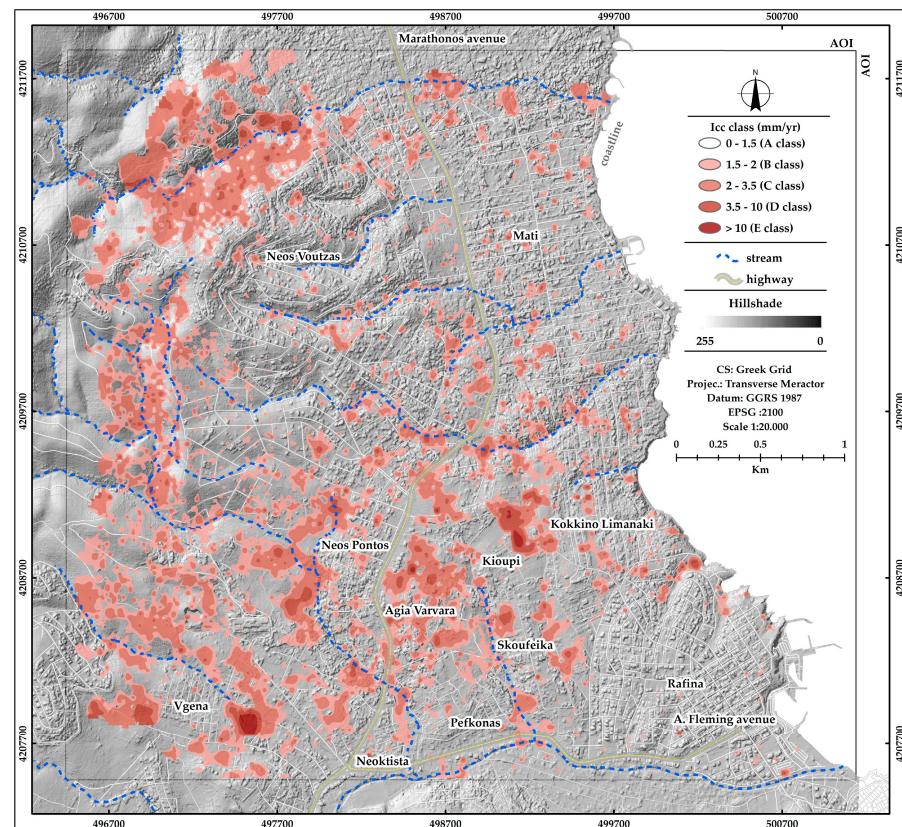 496700 497700 498700 499700 500700
Marathonos avenue
AOI
AOI
4211700
4211700
N
coastline
Icc class (mm/yr)
0 - 1.5 (A class)
1.5 - 2 (B class)
2 - 3.5 (C class)
3.5 - 10 (D class)
> 10 (E class)
Mati
4210700
4210700
Neos Voutzas
stream
highway
Hillshade
255 0
CS: Greek Grid
Projec.: Transverse Meractor
Datum: GGRS 1987
EPSG :2100
Scale 1:20.000
0 0.25 0.5 1
Km
4209700
4209700
Kokkino Limanaki
Neos Pontos
Kioupi
4208700
4208700
Agia Varvara
Skoufeika
Rafina
Vgena
Pefkonas
A. Fleming avenue
4207700
4207700
Neoktista
496700 497700 498700 499700 500700